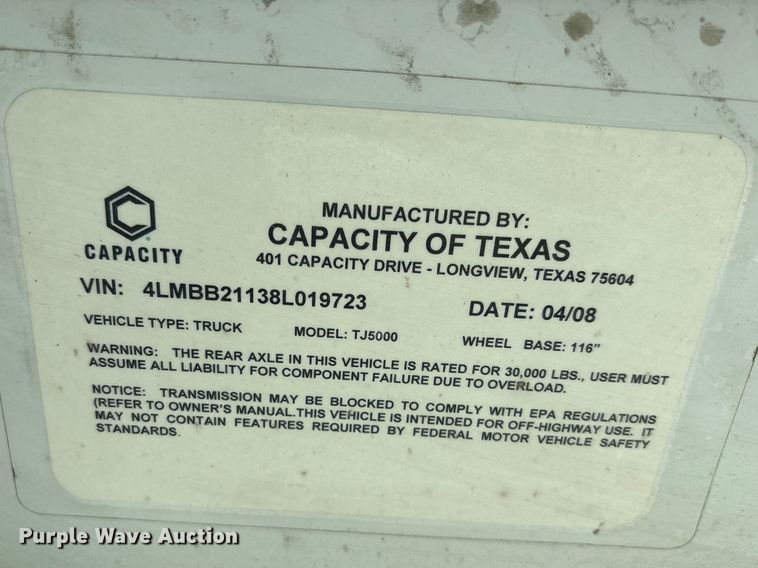 MANUFACTURED BY:
CAPACITY OF TEXAS
401 CAPACITY DRIVE - LONGVIEW, TEXAS 75604
C
CAPACITY
VIN: 4LMBB21138L019723
DATE: 04/08
VEHICLE TYPE: TRUCK
MODEL: TJ5000
WHEEL BASE: 116"
WARNING: THE REAR AXLE IN THIS VEHICLE IS RATED FOR 30,000 LBS., USER MUST
ASSUME ALL LIABILITY FOR COMPONENT FAILURE DUE TO OVERLOAD.
NOTICE: TRANSMISSION MAY BE BLOCKED TO COMPLY WITH EPA REGULATIONS
(REFER TO OWNER'S MANUAL.THIS VEHICLE IS INTENDED FOR OFF-HIGHWAY USE. IT
MAY NOT CONTAIN FEATURES REQUIRED BY FEDERAL MOTOR VEHICLE SAFETY
STANDARDS.
Purple Wave Auction